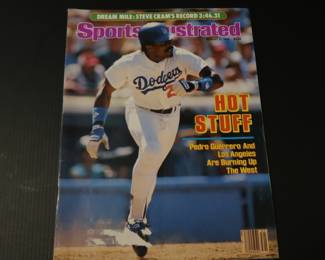 DREAM MILE: STEVE CRAM'S RECORD 3:46.31
Sports Illustrated
Dodgers
2
HOT
STUFF
Pedro Guerrero And
Los Angeles
Are Burning Up
The West